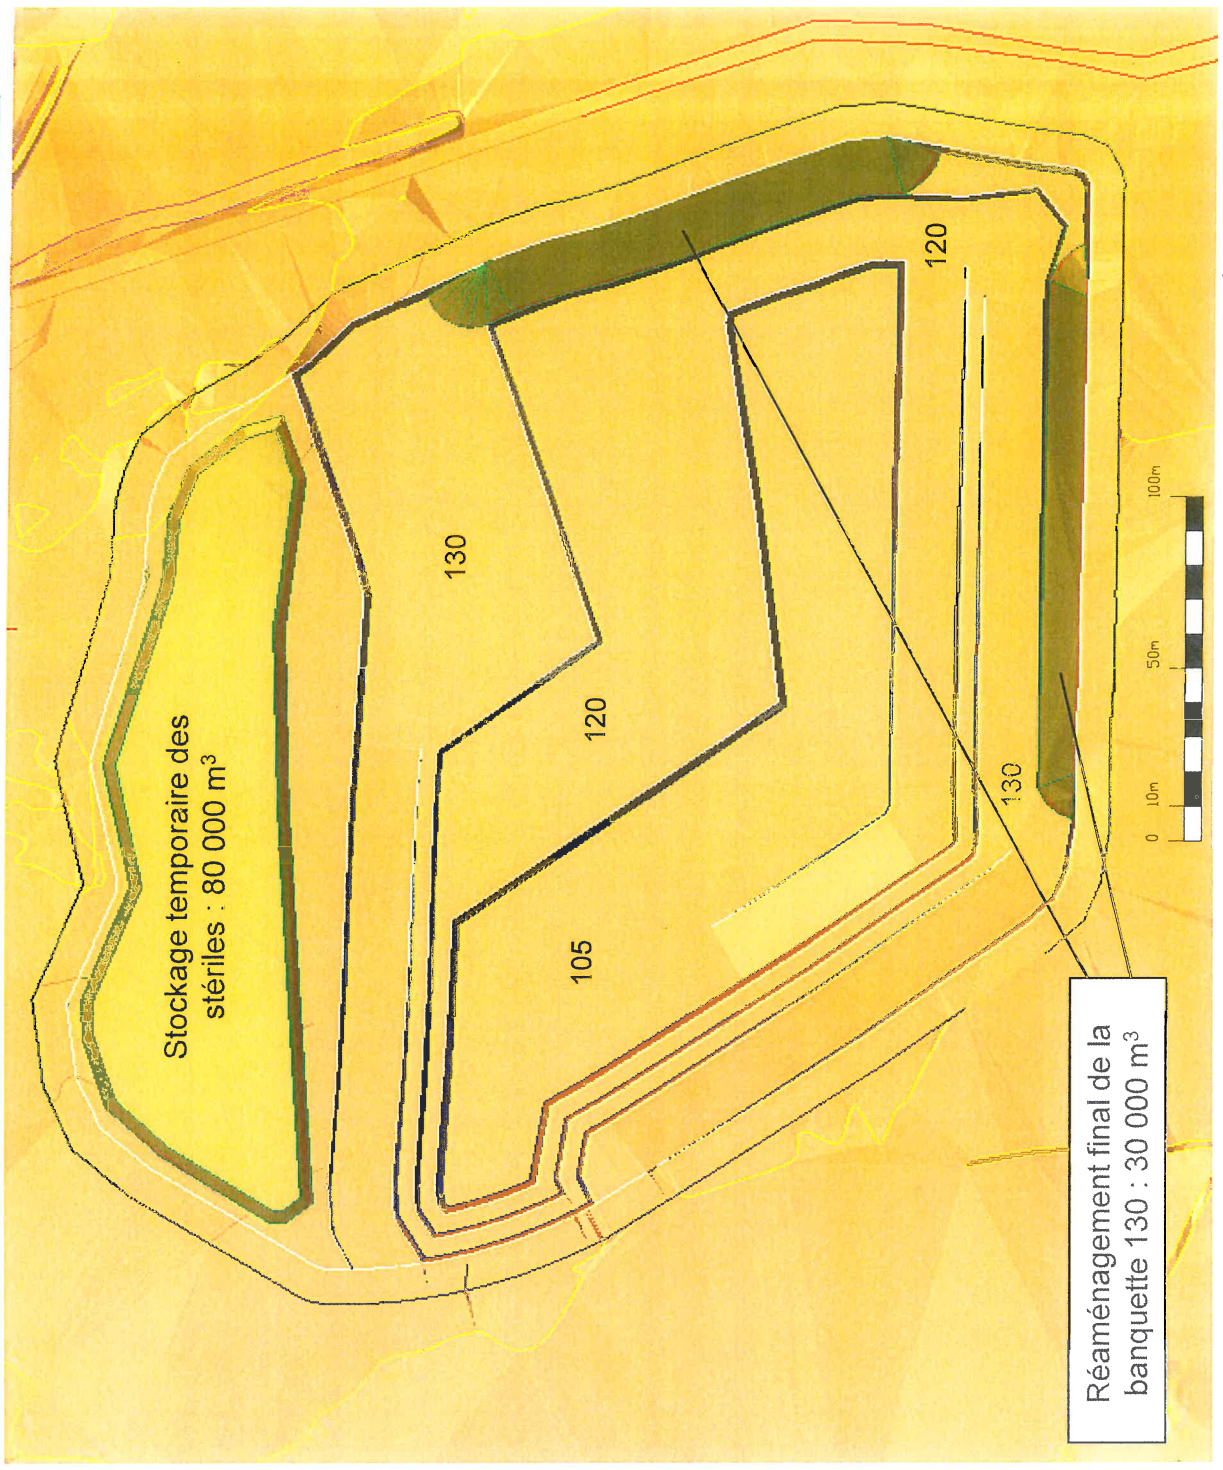 Stockage temporaire des
stériles : 80 000 m³
130
120
120
105
130
Réaménagement final de la
banquette 130 : 30 000 m³
0
10m
50m
100m